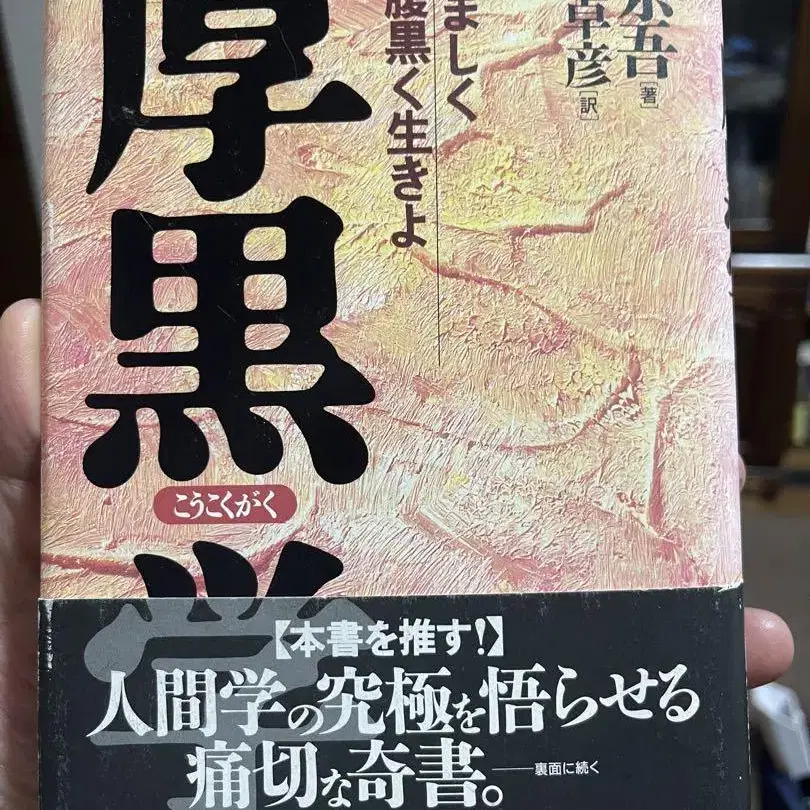 厚黒学
こうこくがく
ましく
腹黒く生きよ
宗吾[著]
卓彦[訳]
【本書を推す!】
人間学の究極を悟らせる
痛切な奇書。
——裏面に続く